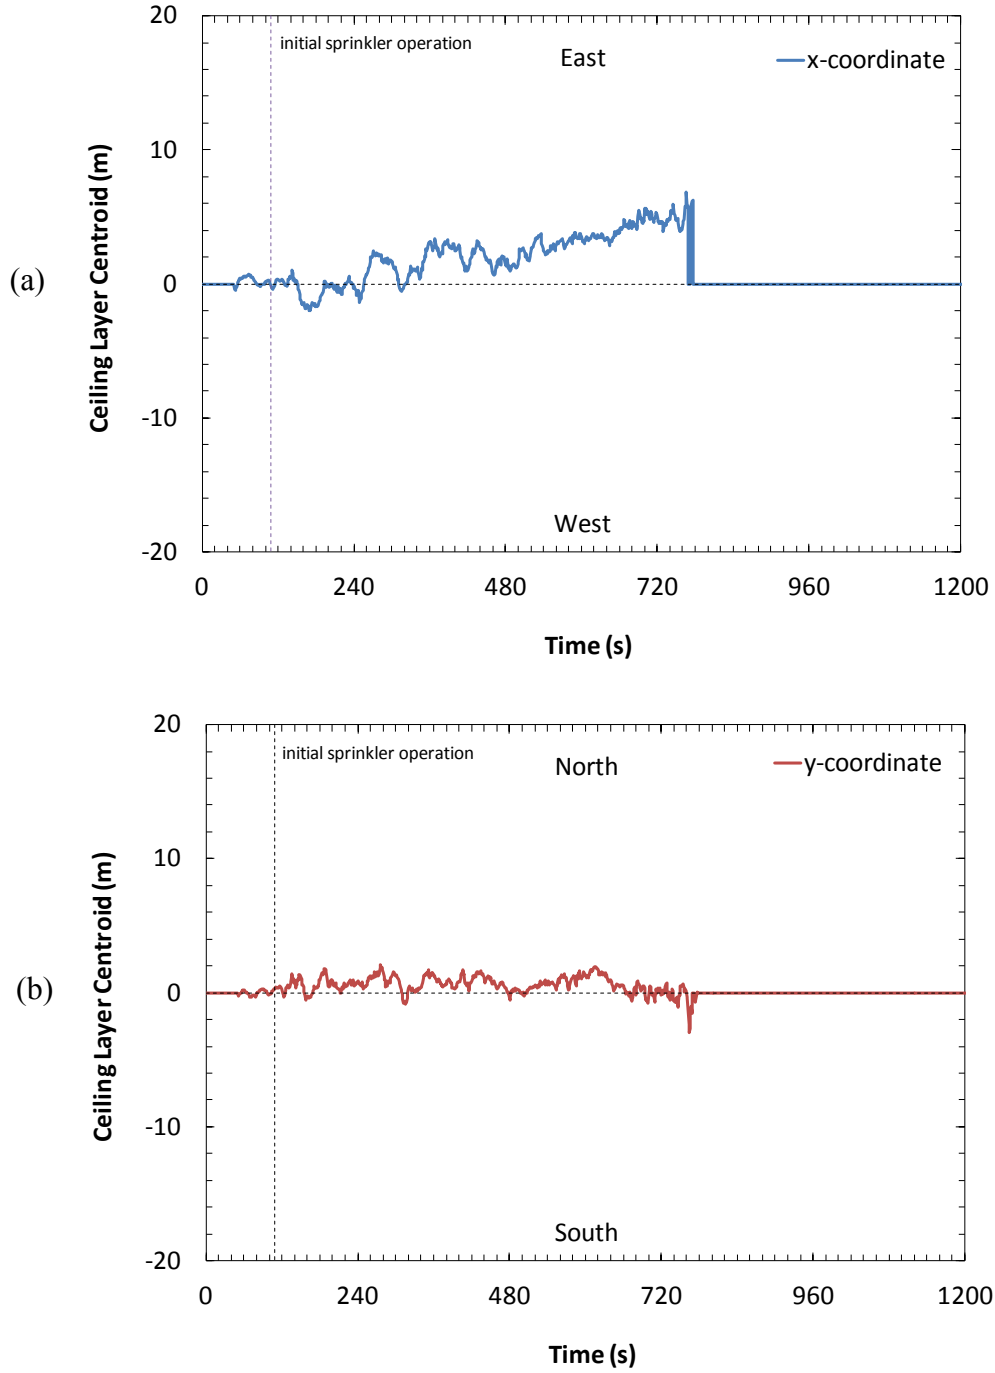 20
initial sprinkler operation
East
x-coordinate
10
(a)
Ceiling Layer Centroid (m)
0
-10
West
-20
0 240 480 720 960 1200
Time (s)
20
initial sprinkler operation
North
y-coordinate
10
(b)
Ceiling Layer Centroid (m)
0
-10
South
-20
0 240 480 720 960 1200
Time (s)